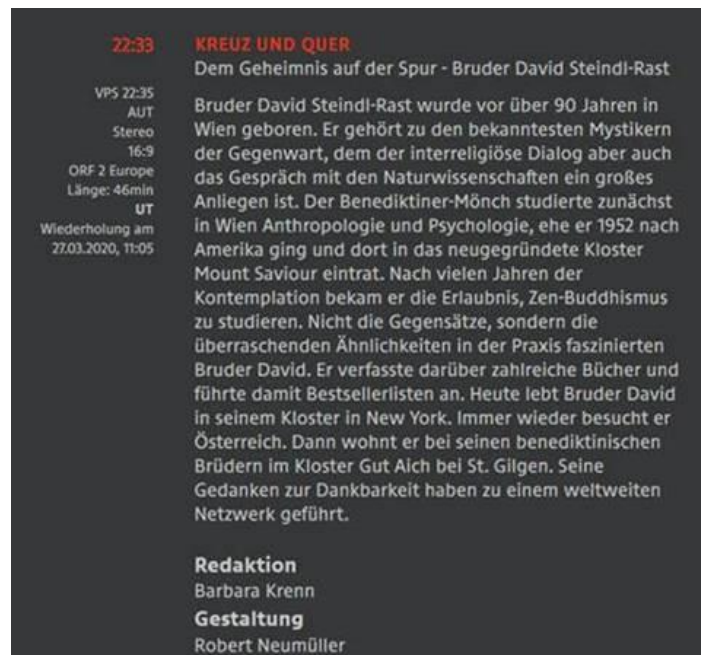 22:33
VPS 22:35
AUT
Stereo
16:9
ORF 2 Europe
Länge: 46min
UT
Wiederholung am
27.03.2020, 11:05
KREUZ UND QUER
Dem Geheimnis auf der Spur - Bruder David Steindl-Rast
Bruder David Steindl-Rast wurde vor über 90 Jahren in
Wien geboren. Er gehört zu den bekanntesten Mystikern
der Gegenwart, dem der interreligiöse Dialog aber auch
das Gespräch mit den Naturwissenschaften ein großes
Anliegen ist. Der Benediktiner-Mönch studierte zunächst
in Wien Anthropologie und Psychologie, ehe er 1952 nach
Amerika ging und dort in das neugegründete Kloster
Mount Saviour eintrat. Nach vielen Jahren der
Kontemplation bekam er die Erlaubnis, Zen-Buddhismus
zu studieren. Nicht die Gegensätze, sondern die
überraschenden Ähnlichkeiten in der Praxis faszinierten
Bruder David. Er verfasste darüber zahlreiche Bücher und
führte damit Bestsellerlisten an. Heute lebt Bruder David
in seinem Kloster in New York. Immer wieder besucht er
Österreich. Dann wohnt er bei seinen benediktinischen
Brüdern im Kloster Gut Aich bei St. Gilgen. Seine
Gedanken zur Dankbarkeit haben zu einem weltweiten
Netzwerk geführt.
Redaktion
Barbara Krenn
Gestaltung
Robert Neumüller